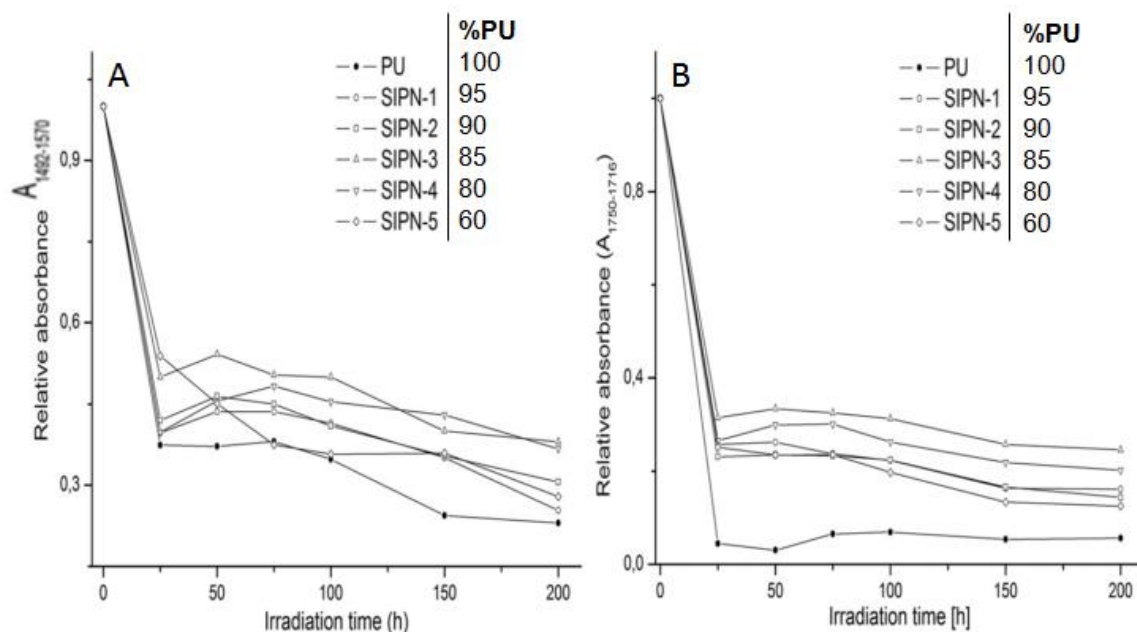 %PU
A
PU 100
SIPN-1 95
SIPN-2 90
SIPN-3 85
SIPN-4 80
SIPN-5 60
Relative absorbance A1492-1570
0,9
0,6
0,3
0 50 100 150 200
Irradiation time (h)
%PU
B
PU 100
SIPN-1 95
SIPN-2 90
SIPN-3 85
SIPN-4 80
SIPN-5 60
Relative absorbance (A1750-1716)
0,8
0,4
0,0
0 50 100 150 200
Irradiation time [h]